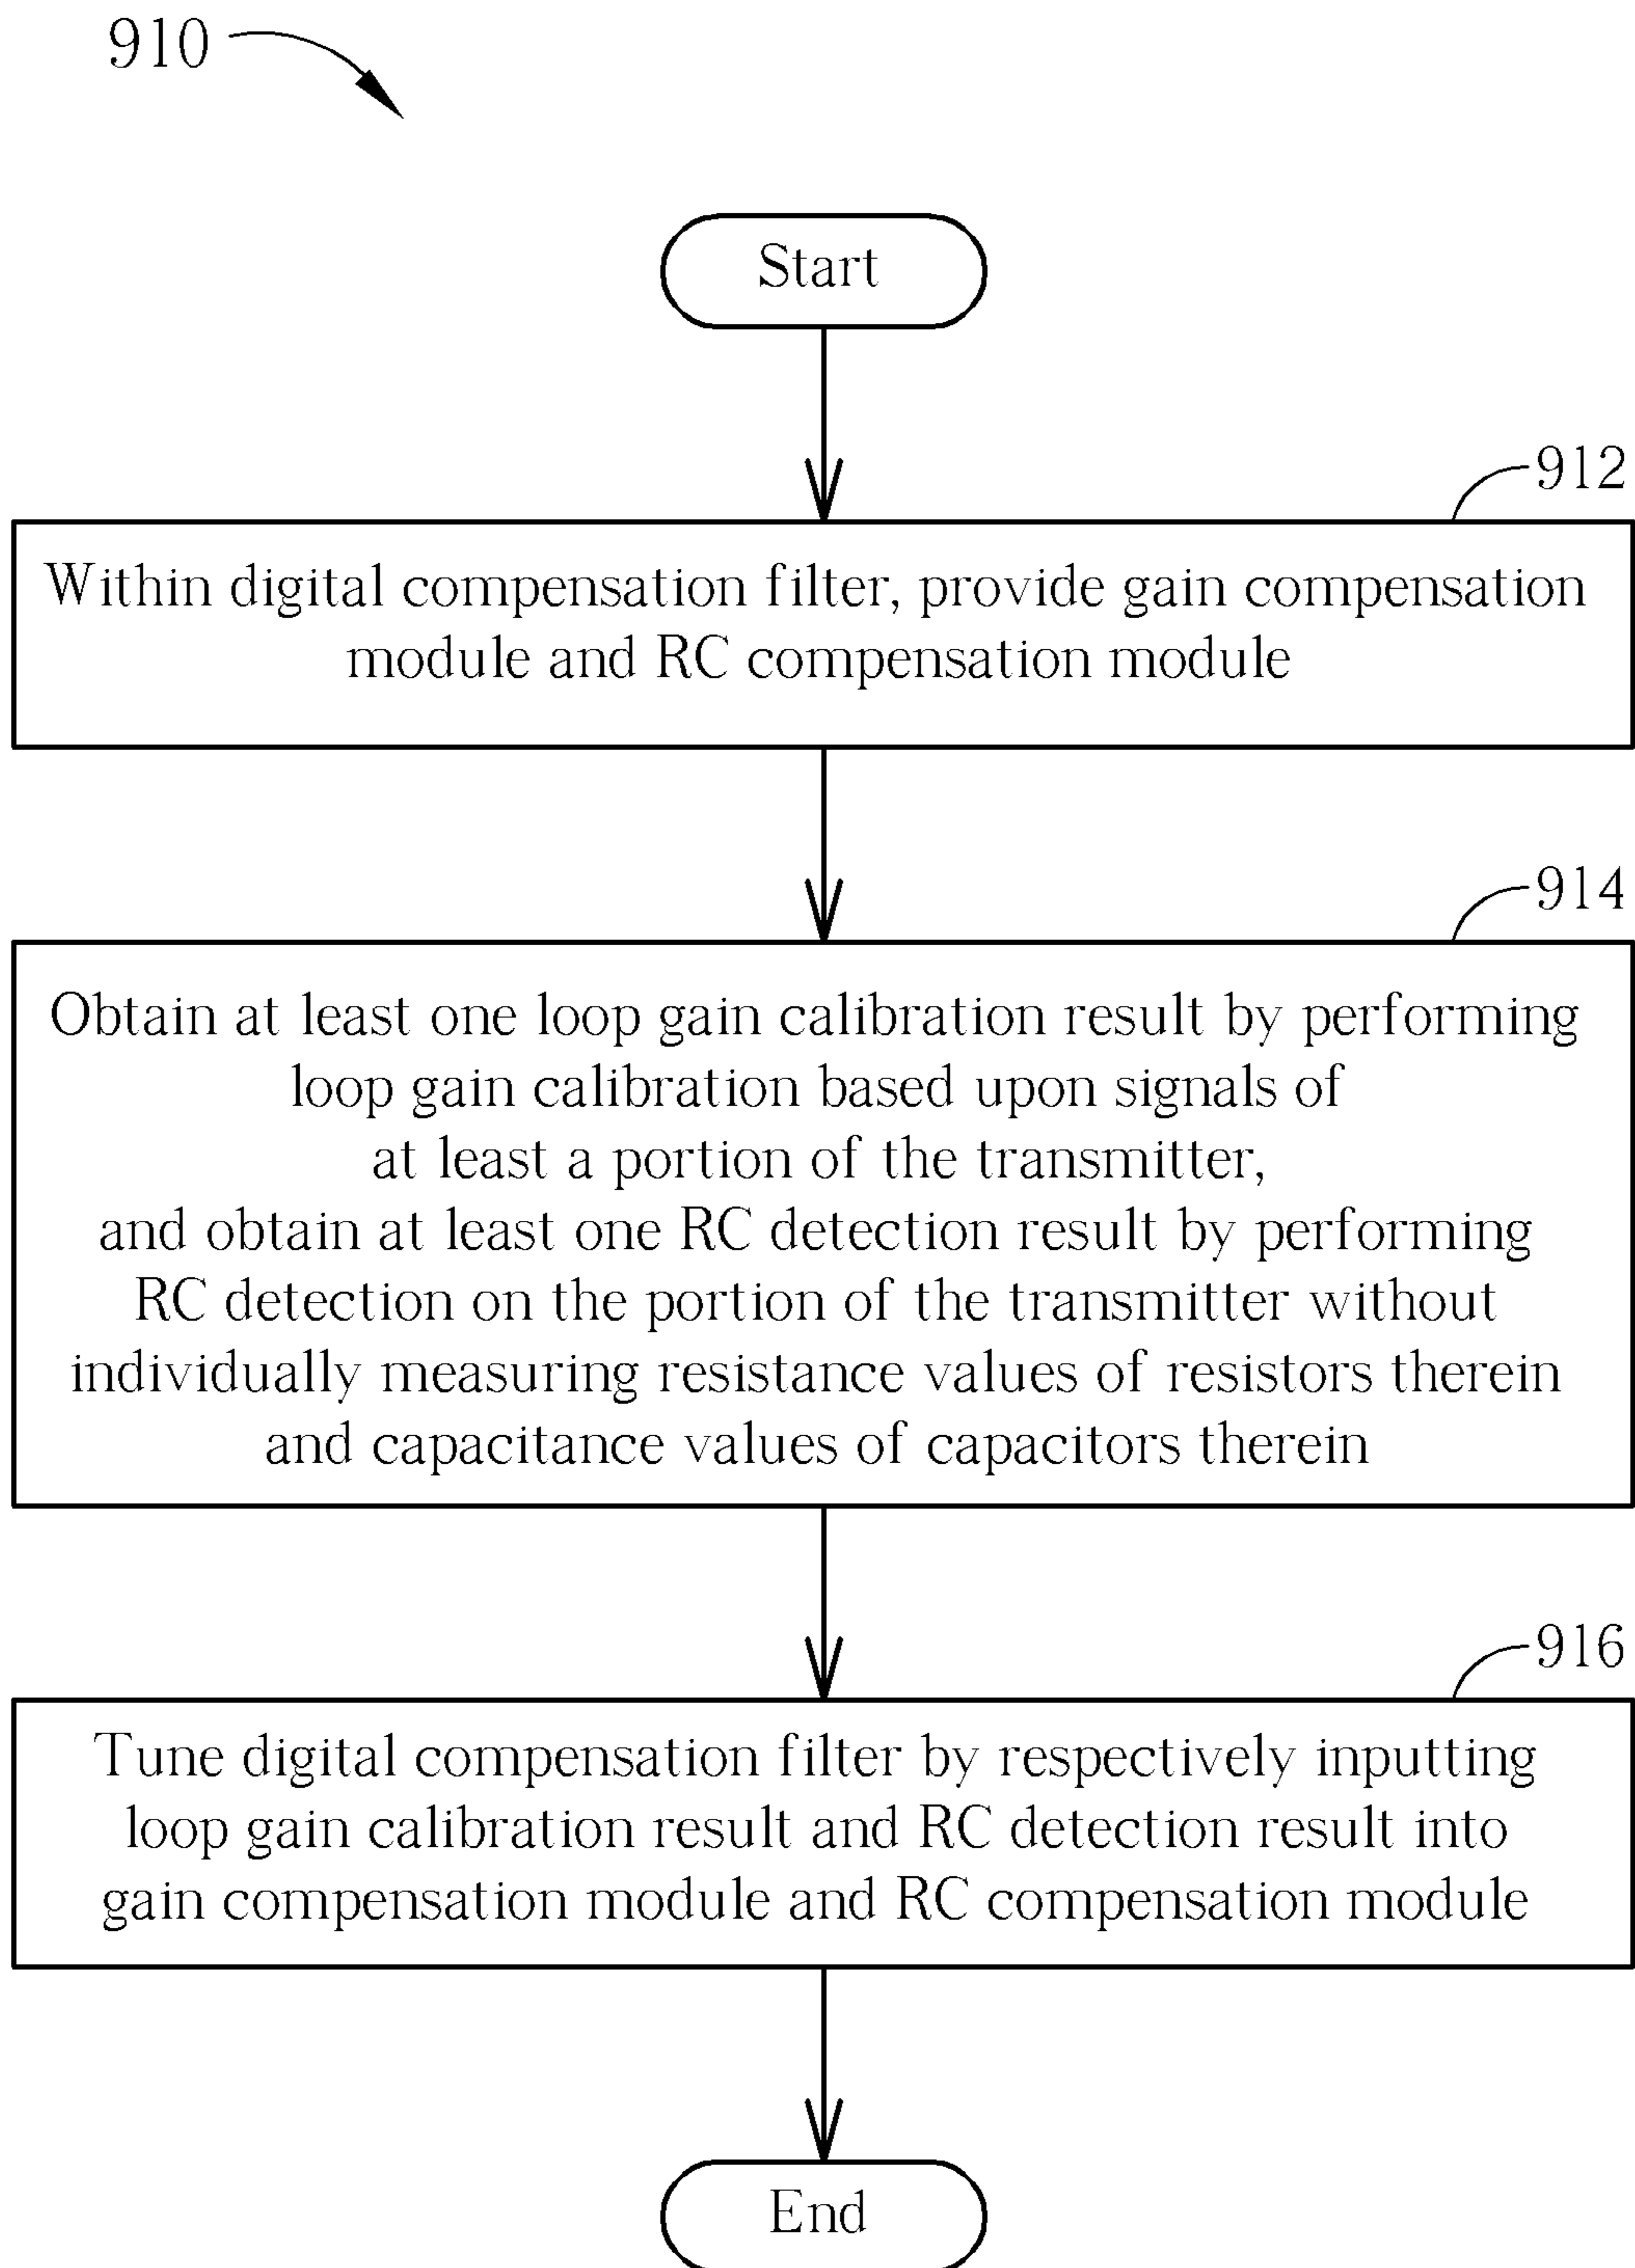 910
Start
912
Within digital compensation filter, provide gain compensation
module and RC compensation module
914
Obtain at least one loop gain calibration result by performing
loop gain calibration based upon signals of
at least a portion of the transmitter,
and obtain at least one RC detection result by performing
RC detection on the portion of the transmitter without
individually measuring resistance values of resistors therein
and capacitance values of capacitors therein
916
Tune digital compensation filter by respectively inputting
loop gain calibration result and RC detection result into
gain compensation module and RC compensation module
End